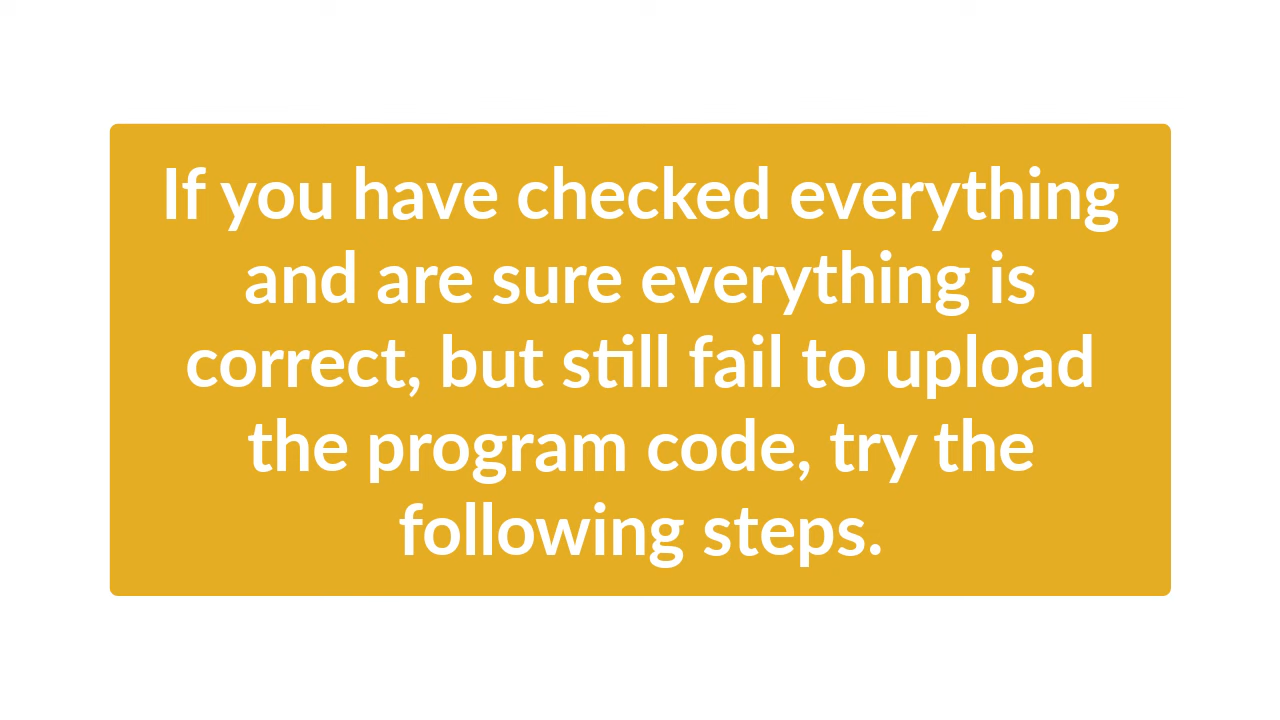 If you have checked everything
and are sure everything is
correct, but still fail to upload
the program code, try the
following steps.